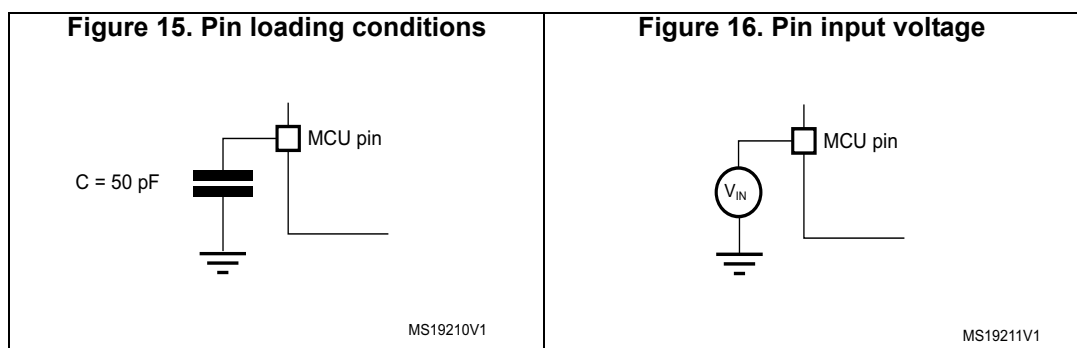 Figure 15. Pin loading conditions
MCU pin
C = 50 pF
MS19210V1
Figure 16. Pin input voltage
MCU pin
VIN
MS19211V1